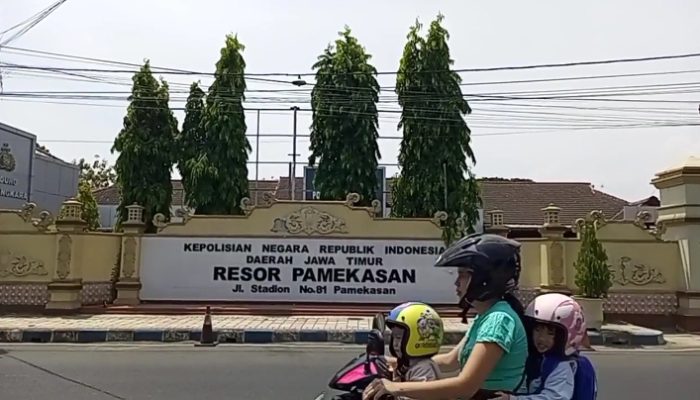 KEPOLISIAN NEGARA REPUBLIK INDONESIA
DAERAH JAWA TIMUR
RESOR PAMEKASAN
Jl. Stadion No.81 Pamekasan